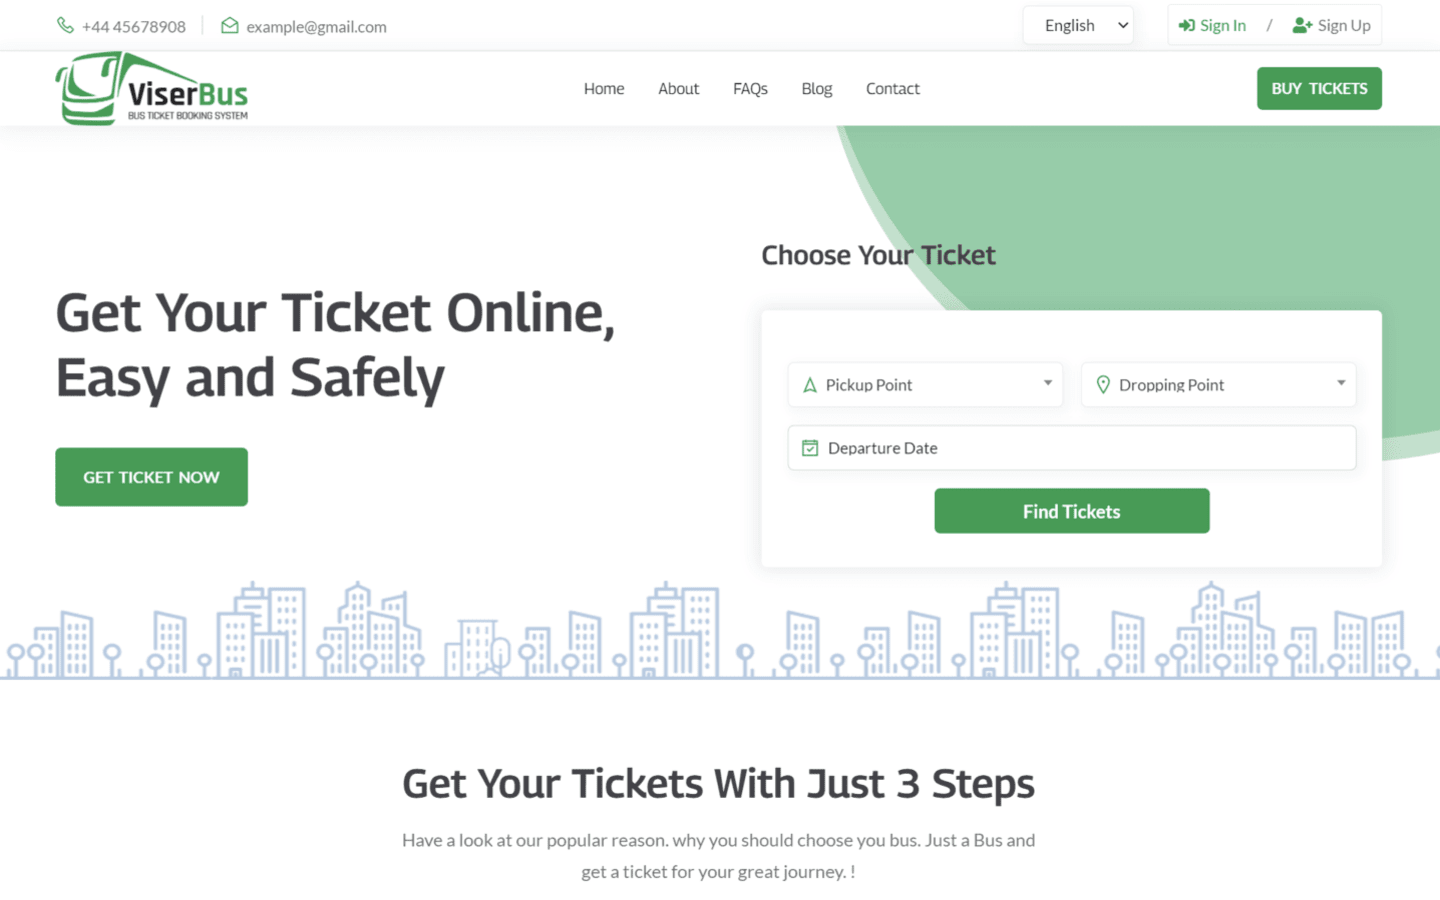 +44 45678908
example@gmail.com
English
Sign In / Sign Up
ViserBus
BUS TICKET BOOKING SYSTEM
Home
About
FAQs
Blog
Contact
BUY TICKETS
Get Your Ticket Online,
Easy and Safely
GET TICKET NOW
Choose Your Ticket
Pickup Point
Dropping Point
Departure Date
Find Tickets
Get Your Tickets With Just 3 Steps
Have a look at our popular reason. why you should choose you bus. Just a Bus and
get a ticket for your great journey. !